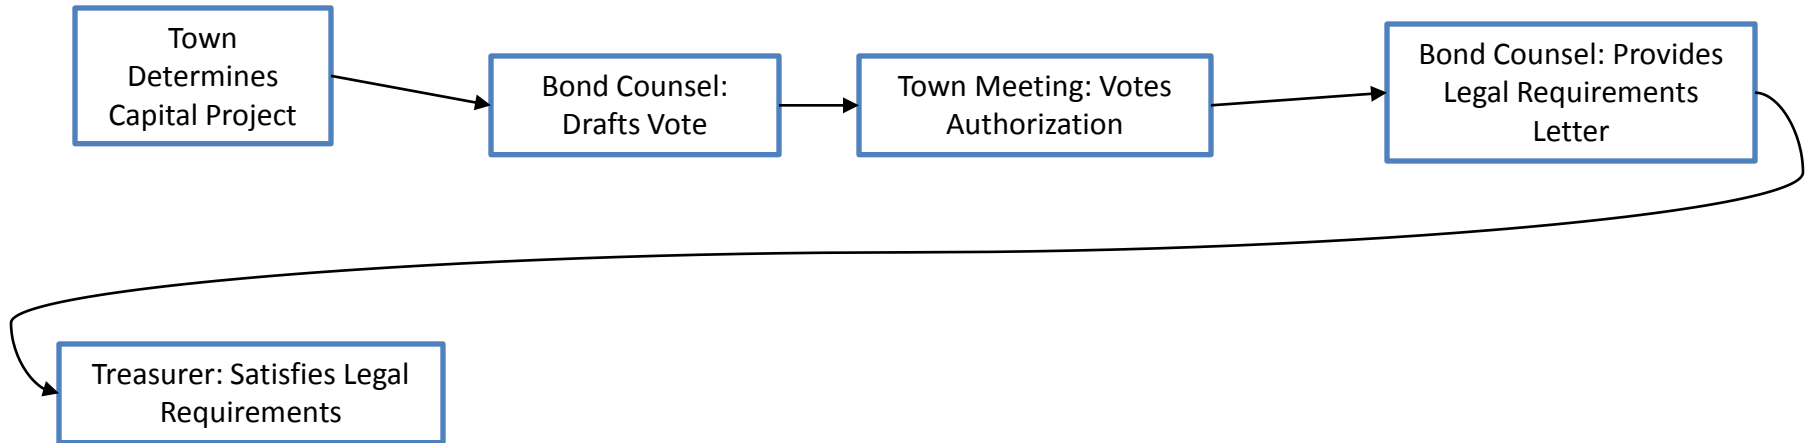 Town
Determines
Capital Project
Bond Counsel:
Drafts Vote
Town Meeting: Votes
Authorization
Bond Counsel: Provides
Legal Requirements
Letter
Treasurer: Satisfies Legal
Requirements